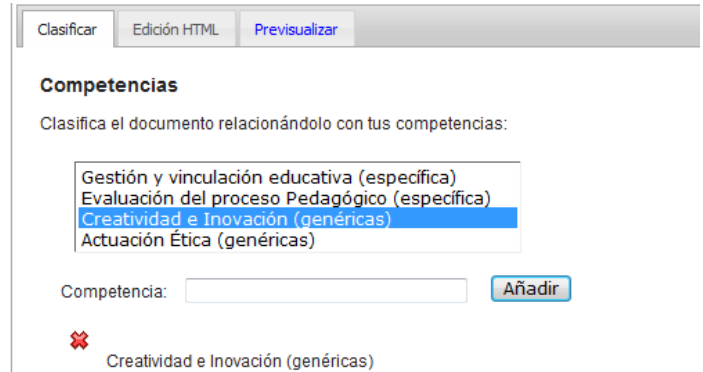 Clasificar Edición HTML Previsualizar
Competencias
Clasifica el documento relacionándolo con tus competencias:
Gestión y vinculación educativa (específica)
Evaluación del proceso Pedagógico (específica)
Creatividad e Inovación (genéricas)
Actuación Ética (genéricas)
Competencia: Añadir
Creatividad e Inovación (genéricas)